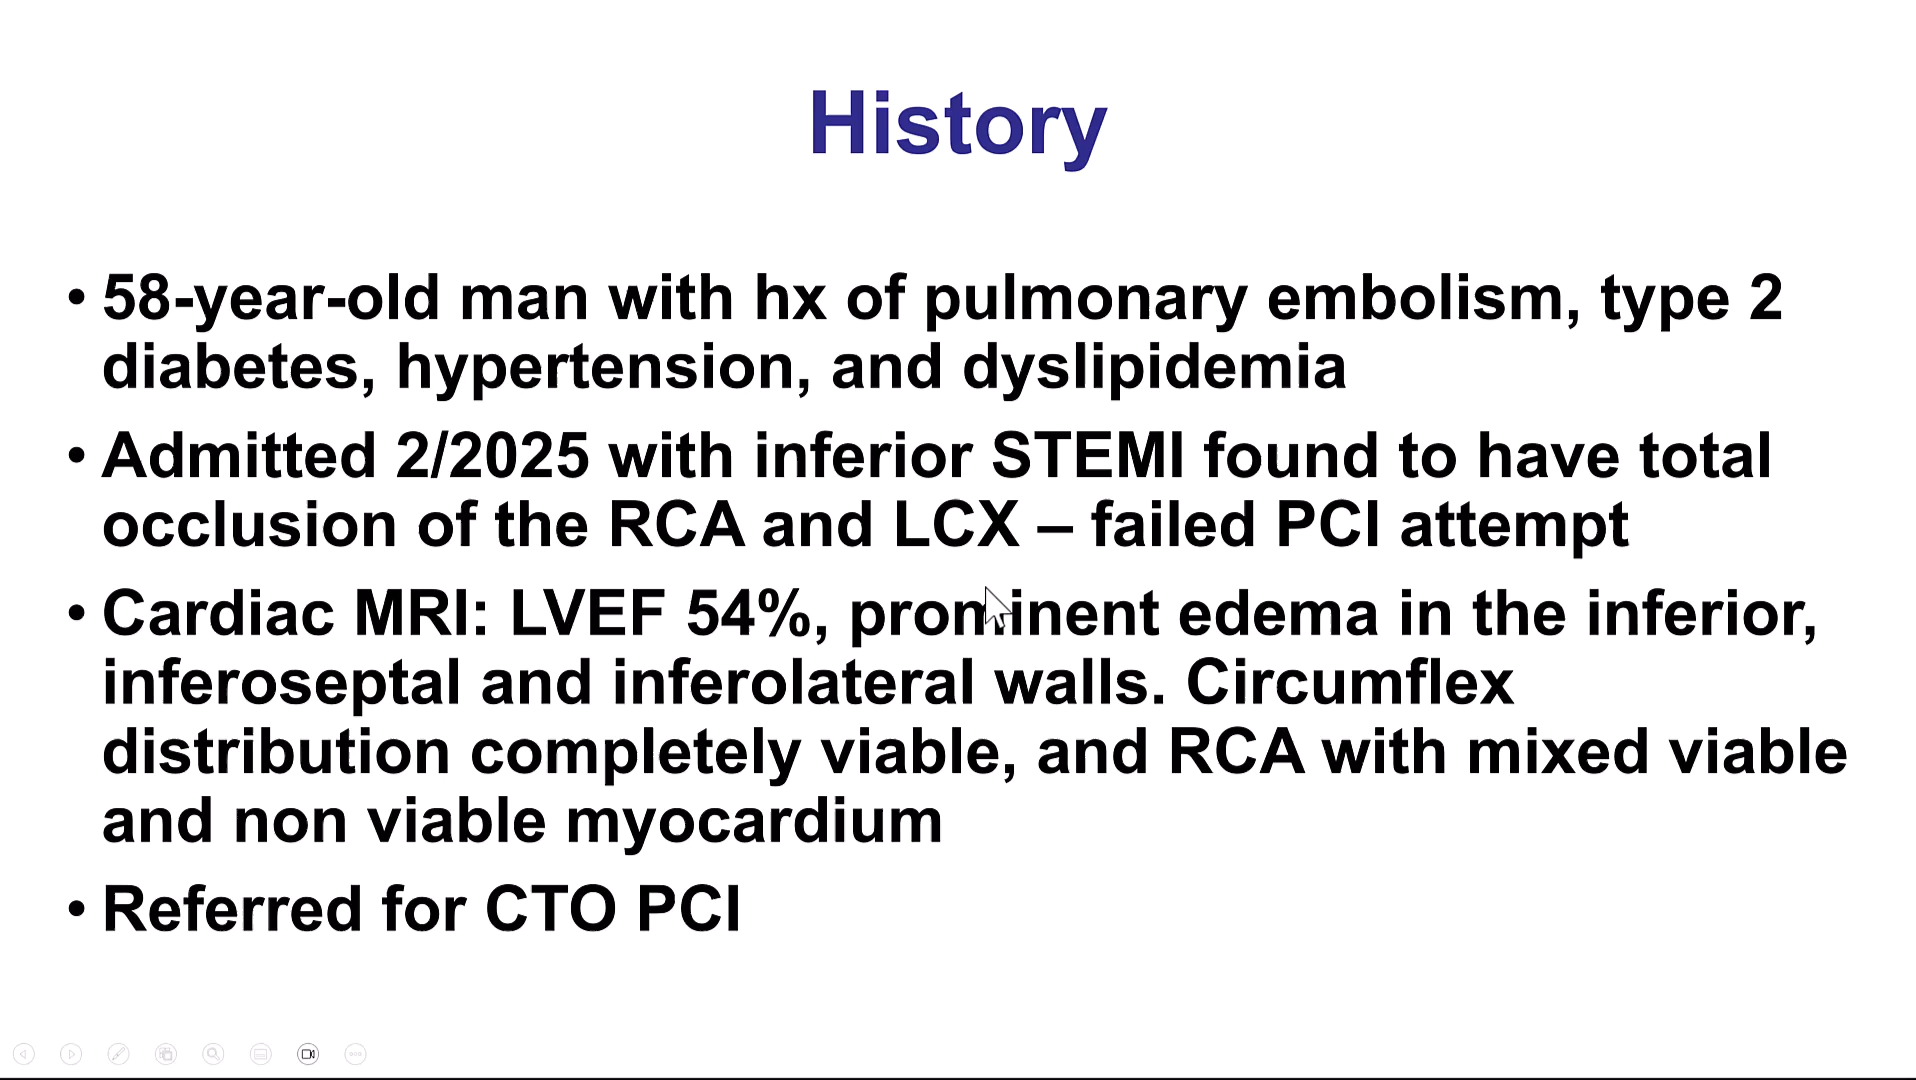 History
• 58-year-old man with hx of pulmonary embolism, type 2
diabetes, hypertension, and dyslipidemia
• Admitted 2/2025 with inferior STEMI found to have total
occlusion of the RCA and LCX – failed PCI attempt
• Cardiac MRI: LVEF 54%, prominent edema in the inferior,
inferoseptal and inferolateral walls. Circumflex
distribution completely viable, and RCA with mixed viable
and non viable myocardium
• Referred for CTO PCI